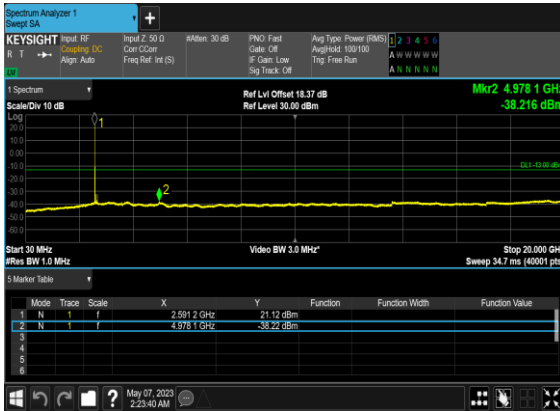 Spectrum Analyzer 1
Swept SA
+
KEYSIGHT
R T
Input: RF
Coupling: DC
Align: Auto
Input Z: 50 Ω
Corr CCorr
Freq Ref: Int (S)
#Atten: 30 dB
PNO: Fast
Gate: Off
IF Gain: Low
Sig Track: Off
Avg Type: Power (RMS)
Avg|Hold: 100/100
Trig: Free Run
1 2 3 4 5 6
A W W W W W
A N N N N N
1 Spectrum
Scale/Div 10 dB
Ref Lvl Offset 18.37 dB
Ref Level 30.00 dBm
Mkr2 4.978 1 GHz
-38.216 dBm
Log
20.0
10.0
0.00
-10.0
-20.0
-30.0
-40.0
-50.0
-60.0
1
2
DL1 -13.00 dBm
Start 30 MHz
#Res BW 1.0 MHz
Video BW 3.0 MHz*
Stop 20.000 GHz
Sweep 34.7 ms (40001 pts)
5 Marker Table
Mode Trace Scale X Y Function Function Width Function Value
1 N 1 f 2.591 2 GHz 21.12 dBm
2 N 1 f 4.978 1 GHz -38.22 dBm
3
4
5
6
?
May 07, 2023
2:23:40 AM